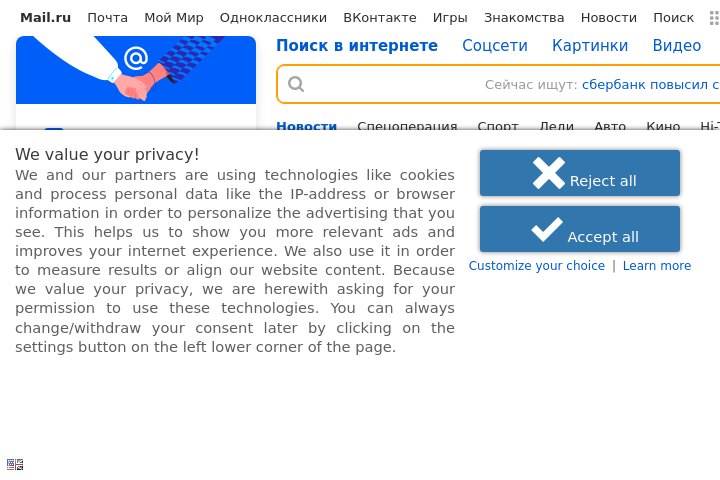 Mail.ru Почта Мой Мир Одноклассники ВКонтакте Игры Знакомства Новости Поиск
Поиск в интернете Соцсети Картинки Видео
Сейчас ищут: сбербанк повысил с
Новости Спецоперация Спорт Леди Авто Кино Hi-T
We value your privacy!
We and our partners are using technologies like cookies
and process personal data like the IP-address or browser
information in order to personalize the advertising that you
see. This helps us to show you more relevant ads and
improves your internet experience. We also use it in order
to measure results or align our website content. Because
we value your privacy, we are herewith asking for your
permission to use these technologies. You can always
change/withdraw your consent later by clicking on the
settings button on the left lower corner of the page.
Reject all
Accept all
Customize your choice | Learn more